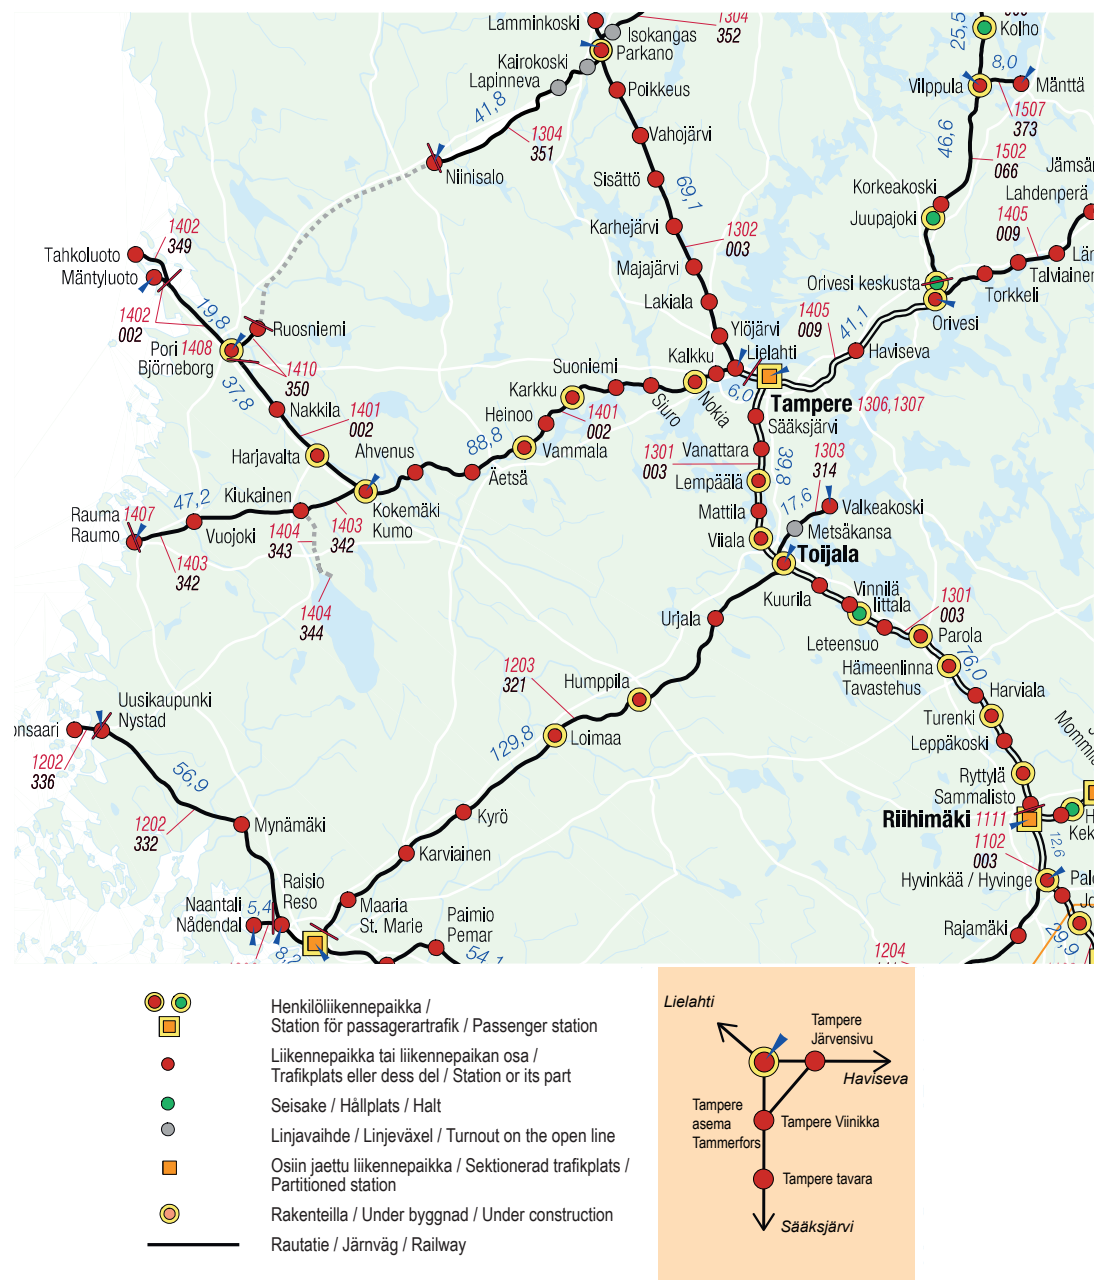 Lamminkoski
1304
352
Isokangas
Parkano
Kolho
25,5
Kairokoski
Lapinneva
8,0
Vilppula
Mänttä
Poikkeus
41,8
1507
373
1304
351
Vahojärvi
46,6
1502
066
Niinisalo
Sisättö
69,1
Korkeakoski
Juupajoki
Lahdenperä
1405
009
Karhejärvi
1302
003
1402
349
Tahkoluoto
Mäntyluoto
Majajärvi
Talviainen
Torkkeli
Orivesi keskusta
Lakiala
1405
009
41,1
Orivesi
19,8
1402
002
Ruosniemi
Ylöjärvi
Haviseva
Pori 1408
Björneborg
Kalkku
Lielahti
1410
350
Suoniemi
6,0
37,8
Karkku
Siuro
Nokia
Tampere 1306,1307
Nakkila
1401
002
Heinoo
1401
002
Sääksjärvi
Harjavalta
Ahvenus
88,8
Vammala
1301
003
Vanattara
39,8
1303
314
Äetsä
Lempäälä
17,6
47,2
Kiukainen
Kokemäki
Kumo
Mattila
Valkeakoski
Metsäkansa
Rauma 1407
Raumo
Vuojoki
1404
343
1403
342
Viiala
Toijala
1403
342
Kuurila
Vinnilä
Iittala
1301
003
1404
344
Urjala
Leteensuo
Parola
Hämeenlinna
Tavastehus
76,0
1203
321
Humppila
Harviala
Uusikaupunki
Nystad
Turenki
Leppäkoski
129,8
Loimaa
1202
336
56,9
Ryttylä
Sammalisto
1202
332
Mynämäki
Kyrö
Riihimäki 1111
1102
003
12,6
Karviainen
Hyvinkää / Hyvinge
Raisio
Reso
Naantali
Nådendal
5,4
Maaria
St. Marie
Paimio
Pemar
Rajamäki
29,9
8,2
54,1
1204
Henkilöliikennepaikka /
Station för passagerartrafik / Passenger station
Liikennepaikka tai liikennepaikan osa /
Trafikplats eller dess del / Station or its part
Seisake / Hållplats / Halt
Linjavaihde / Linjeväxel / Turnout on the open line
Osiin jaettu liikennepaikka / Sektionerad trafikplats /
Partitioned station
Rakenteilla / Under byggnad / Under construction
Rautatie / Järnväg / Railway
Lielahti
Tampere
Järvensivu
Haviseva
Tampere
asema
Tammerfors
Tampere Viinikka
Tampere tavara
Sääksjärvi